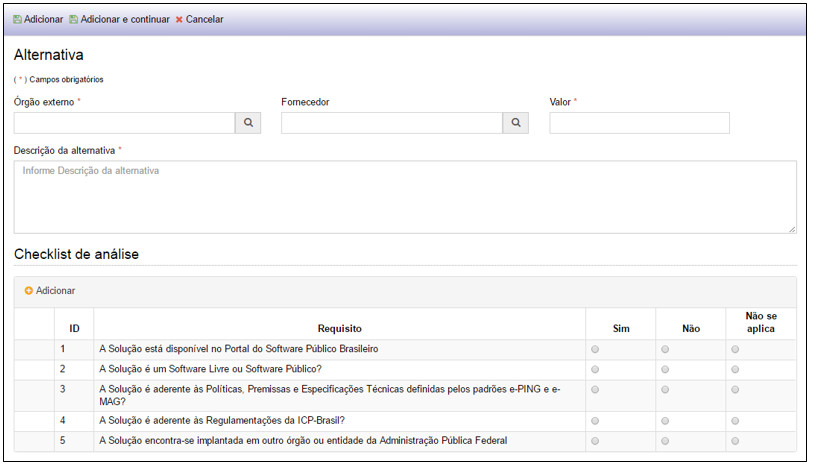 Adicionar Adicionar e continuar Cancelar
Alternativa
( * ) Campos obrigatórios
Órgão externo * Fornecedor Valor *
Descrição da alternativa *
Informe Descrição da alternativa
Checklist de análise
Adicionar
ID Requisito Sim Não Não se aplica
1 A Solução está disponível no Portal do Software Público Brasileiro
2 A Solução é um Software Livre ou Software Público?
3 A Solução é aderente às Políticas, Premissas e Especificações Técnicas definidas pelos padrões e-PING e e-
MAG?
4 A Solução é aderente às Regulamentações da ICP-Brasil?
5 A Solução encontra-se implantada em outro órgão ou entidade da Administração Pública Federal